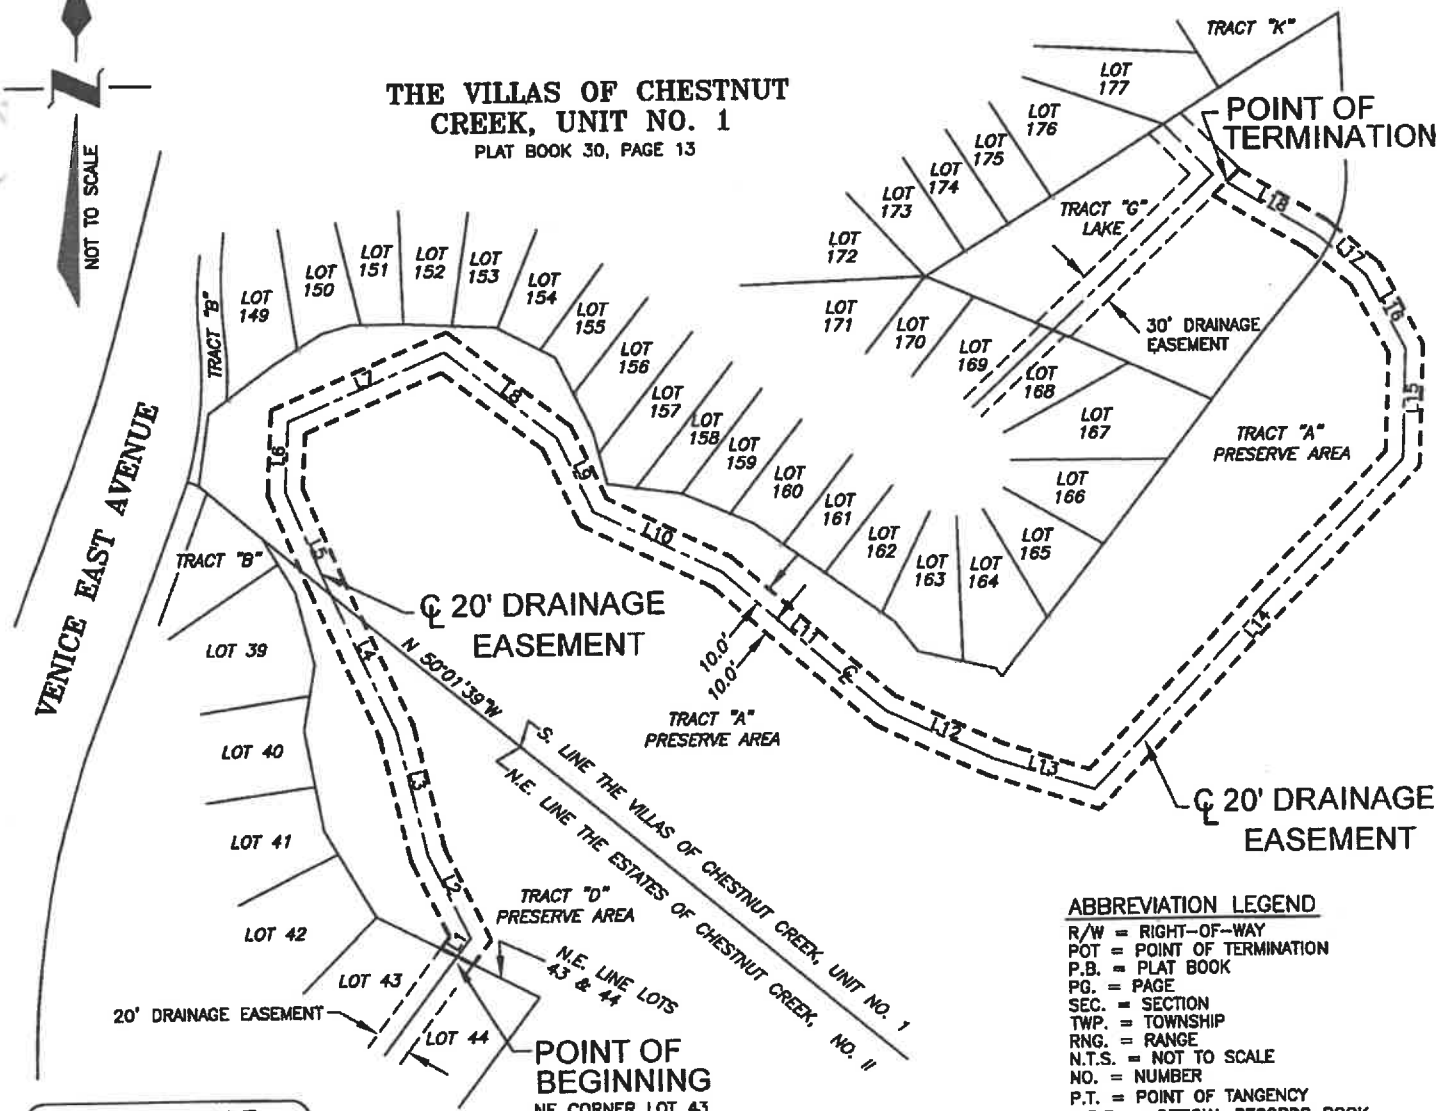 THE VILLAS OF CHESTNUT
CREEK, UNIT NO. 1
PLAT BOOK 30, PAGE 13
NOT TO SCALE
N
TRACT "K"
LOT
177
LOT
176
LOT
175
LOT
174
LOT
173
LOT
172
LOT
171
LOT
170
LOT
169
LOT
168
LOT
167
LOT
166
LOT
165
LOT
164
LOT
163
LOT
162
LOT
161
LOT
160
LOT
159
LOT
158
LOT
157
LOT
156
LOT
155
LOT
154
LOT
153
LOT
152
LOT
151
LOT
150
LOT
149
POINT OF
TERMINATION
TRACT "G"
LAKE
30' DRAINAGE
EASEMENT
TRACT "A"
PRESERVE AREA
L18
L17
L16
L15
L14
L13
L12
L11
L10
L9
L8
L7
L6
L5
L4
L3
L2
L1
TRACT "B"
VENICE EAST AVENUE
TRACT "B"
℄ 20' DRAINAGE
EASEMENT
N 50°01'39"W
10.0'
10.0'
℄
TRACT "A"
PRESERVE AREA
S. LINE THE VILLAS OF CHESTNUT CREEK, UNIT NO. 1
N.E. LINE THE ESTATES OF CHESTNUT CREEK, NO. II
℄ 20' DRAINAGE
EASEMENT
LOT 39
LOT 40
LOT 41
LOT 42
LOT 43
LOT 44
TRACT "D"
PRESERVE AREA
N.E. LINE LOTS
43 & 44
20' DRAINAGE EASEMENT
POINT OF
BEGINNING
NE CORNER LOT 43
ABBREVIATION LEGEND
R/W = RIGHT-OF-WAY
POT = POINT OF TERMINATION
P.B. = PLAT BOOK
PG. = PAGE
SEC. = SECTION
TWP. = TOWNSHIP
RNG. = RANGE
N.T.S. = NOT TO SCALE
NO. = NUMBER
P.T. = POINT OF TANGENCY
OFFICIAL RECORDS BOOK